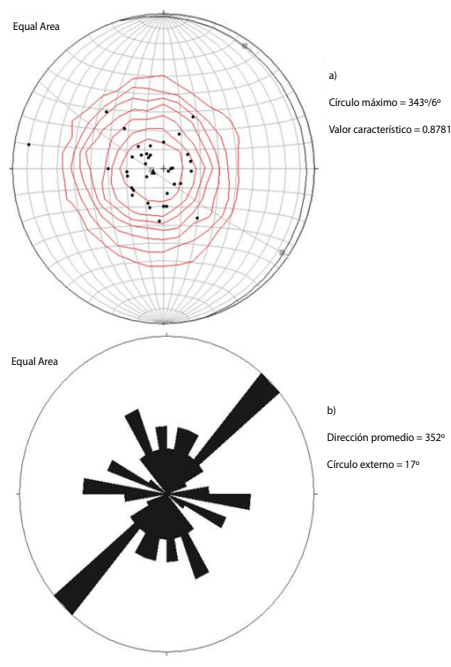 Equal Area
a)
Círculo máximo = 343º/6º
Valor característico = 0.8781
Equal Area
b)
Dirección promedio = 352º
Círculo externo = 17º